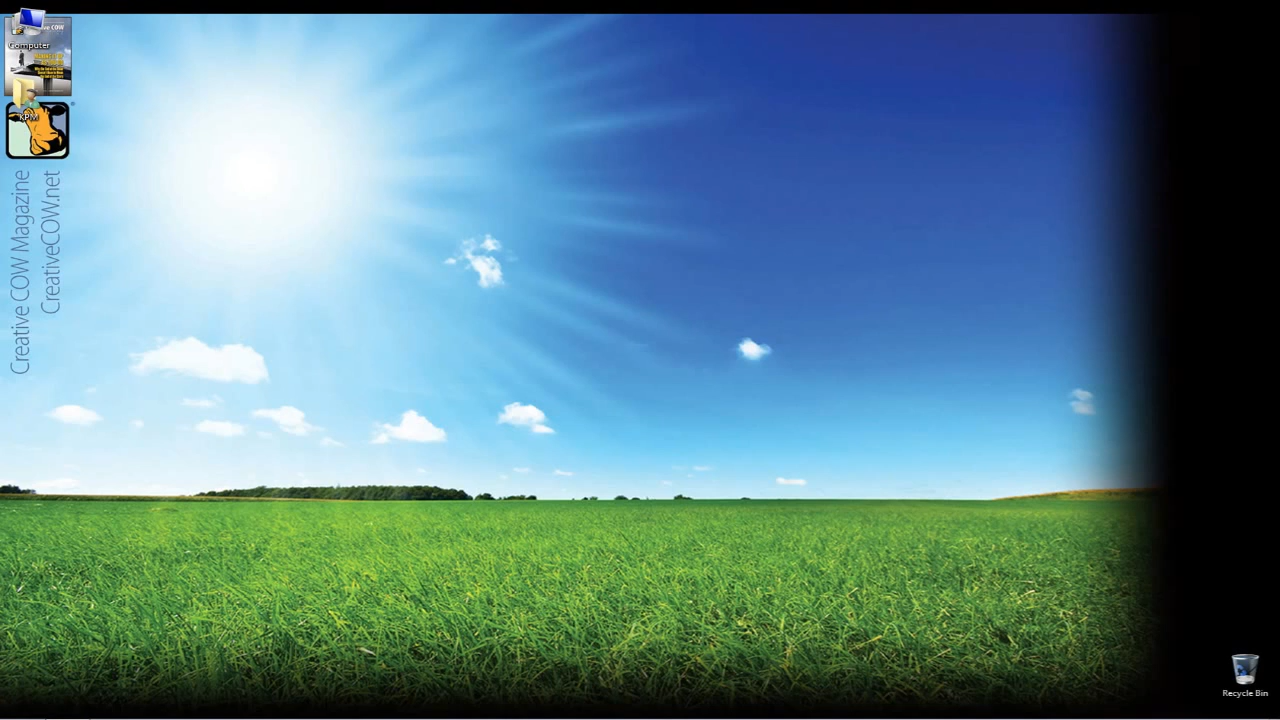 Computer
KPM
Creative COW Magazine
CreativeCOW.net
Recycle Bin